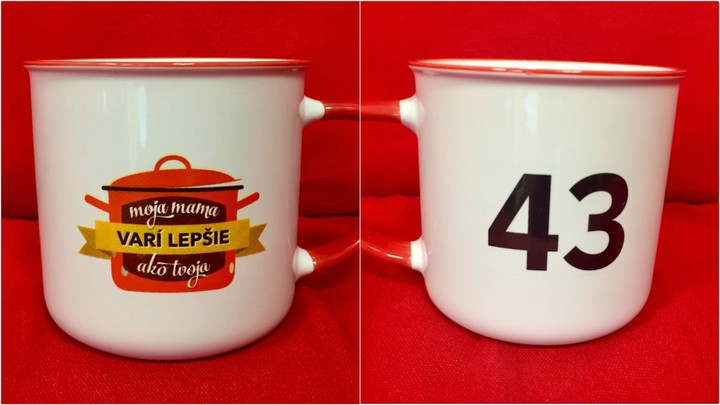 moja mama
VARÍ LEPŠIE
ako tvoja
43